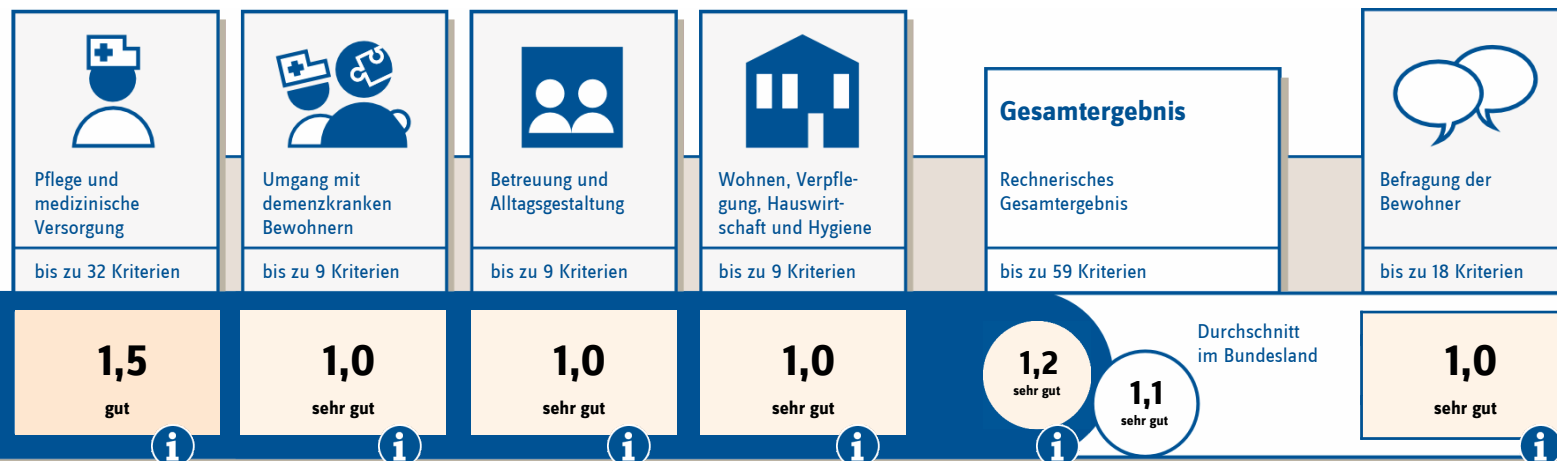 Pflege und
medizinische
Versorgung
bis zu 32 Kriterien
1,5
gut
i
Umgang mit
demenzkranken
Bewohnern
bis zu 9 Kriterien
1,0
sehr gut
i
Betreuung und
Alltagsgestaltung
bis zu 9 Kriterien
1,0
sehr gut
i
Wohnen, Verpfle-
gung, Hauswirt-
schaft und Hygiene
bis zu 9 Kriterien
1,0
sehr gut
i
Gesamtergebnis
Rechnerisches
Gesamtergebnis
bis zu 59 Kriterien
1,2
sehr gut
i
1,1
sehr gut
Durchschnitt
im Bundesland
Befragung der
Bewohner
bis zu 18 Kriterien
1,0
sehr gut
i